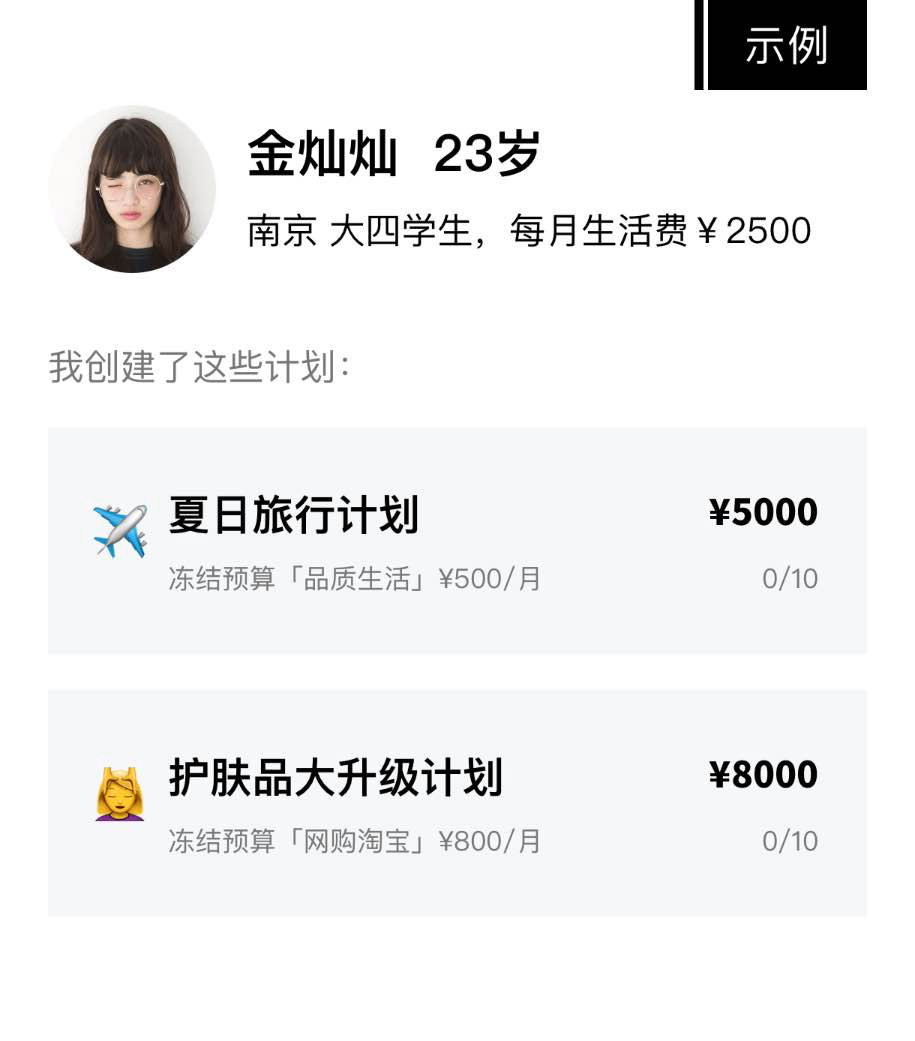 示例
金灿灿 23岁
南京 大四学生，每月生活费￥2500
我创建了这些计划：
夏日旅行计划 ¥5000
冻结预算「品质生活」¥500/月 0/10
护肤品大升级计划 ¥8000
冻结预算「网购淘宝」¥800/月 0/10